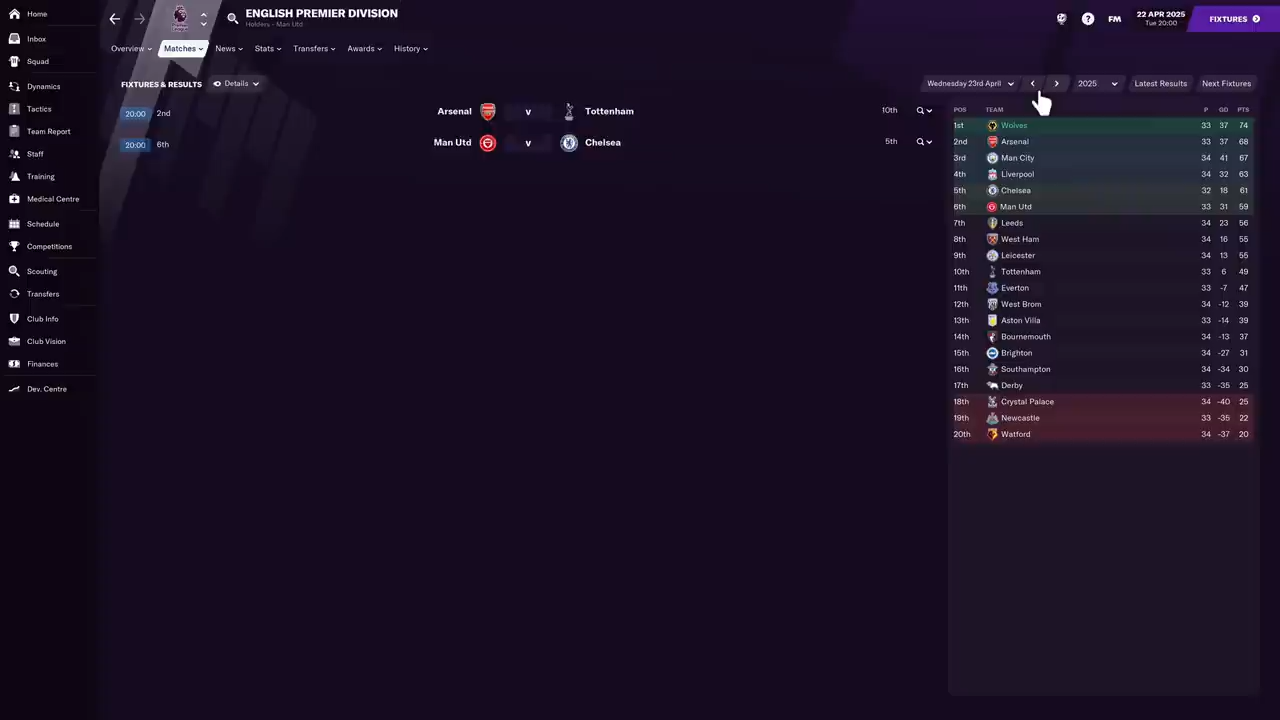 Home
Inbox
Squad
Dynamics
Tactics
Team Report
Staff
Training
Medical Centre
Schedule
Competitions
Scouting
Transfers
Club Info
Club Vision
Finances
Dev. Centre
ENGLISH PREMIER DIVISION
Holders - Man Utd
FM
22 APR 2025
Tue 20:00
FIXTURES
Overview
Matches
News
Stats
Transfers
Awards
History
FIXTURES & RESULTS
Details
Wednesday 23rd April
2025
Latest Results
Next Fixtures
20:00 2nd Arsenal v Tottenham 10th
20:00 6th Man Utd v Chelsea 5th
POS TEAM P GD PTS
1st Wolves 33 37 74
2nd Arsenal 33 37 68
3rd Man City 34 41 67
4th Liverpool 34 32 63
5th Chelsea 32 18 61
6th Man Utd 33 31 59
7th Leeds 34 23 56
8th West Ham 34 16 55
9th Leicester 34 13 55
10th Tottenham 33 6 49
11th Everton 33 -7 47
12th West Brom 34 -12 39
13th Aston Villa 33 -14 39
14th Bournemouth 34 -13 37
15th Brighton 34 -27 31
16th Southampton 34 -34 30
17th Derby 33 -35 25
18th Crystal Palace 34 -40 25
19th Newcastle 33 -35 22
20th Watford 34 -37 20